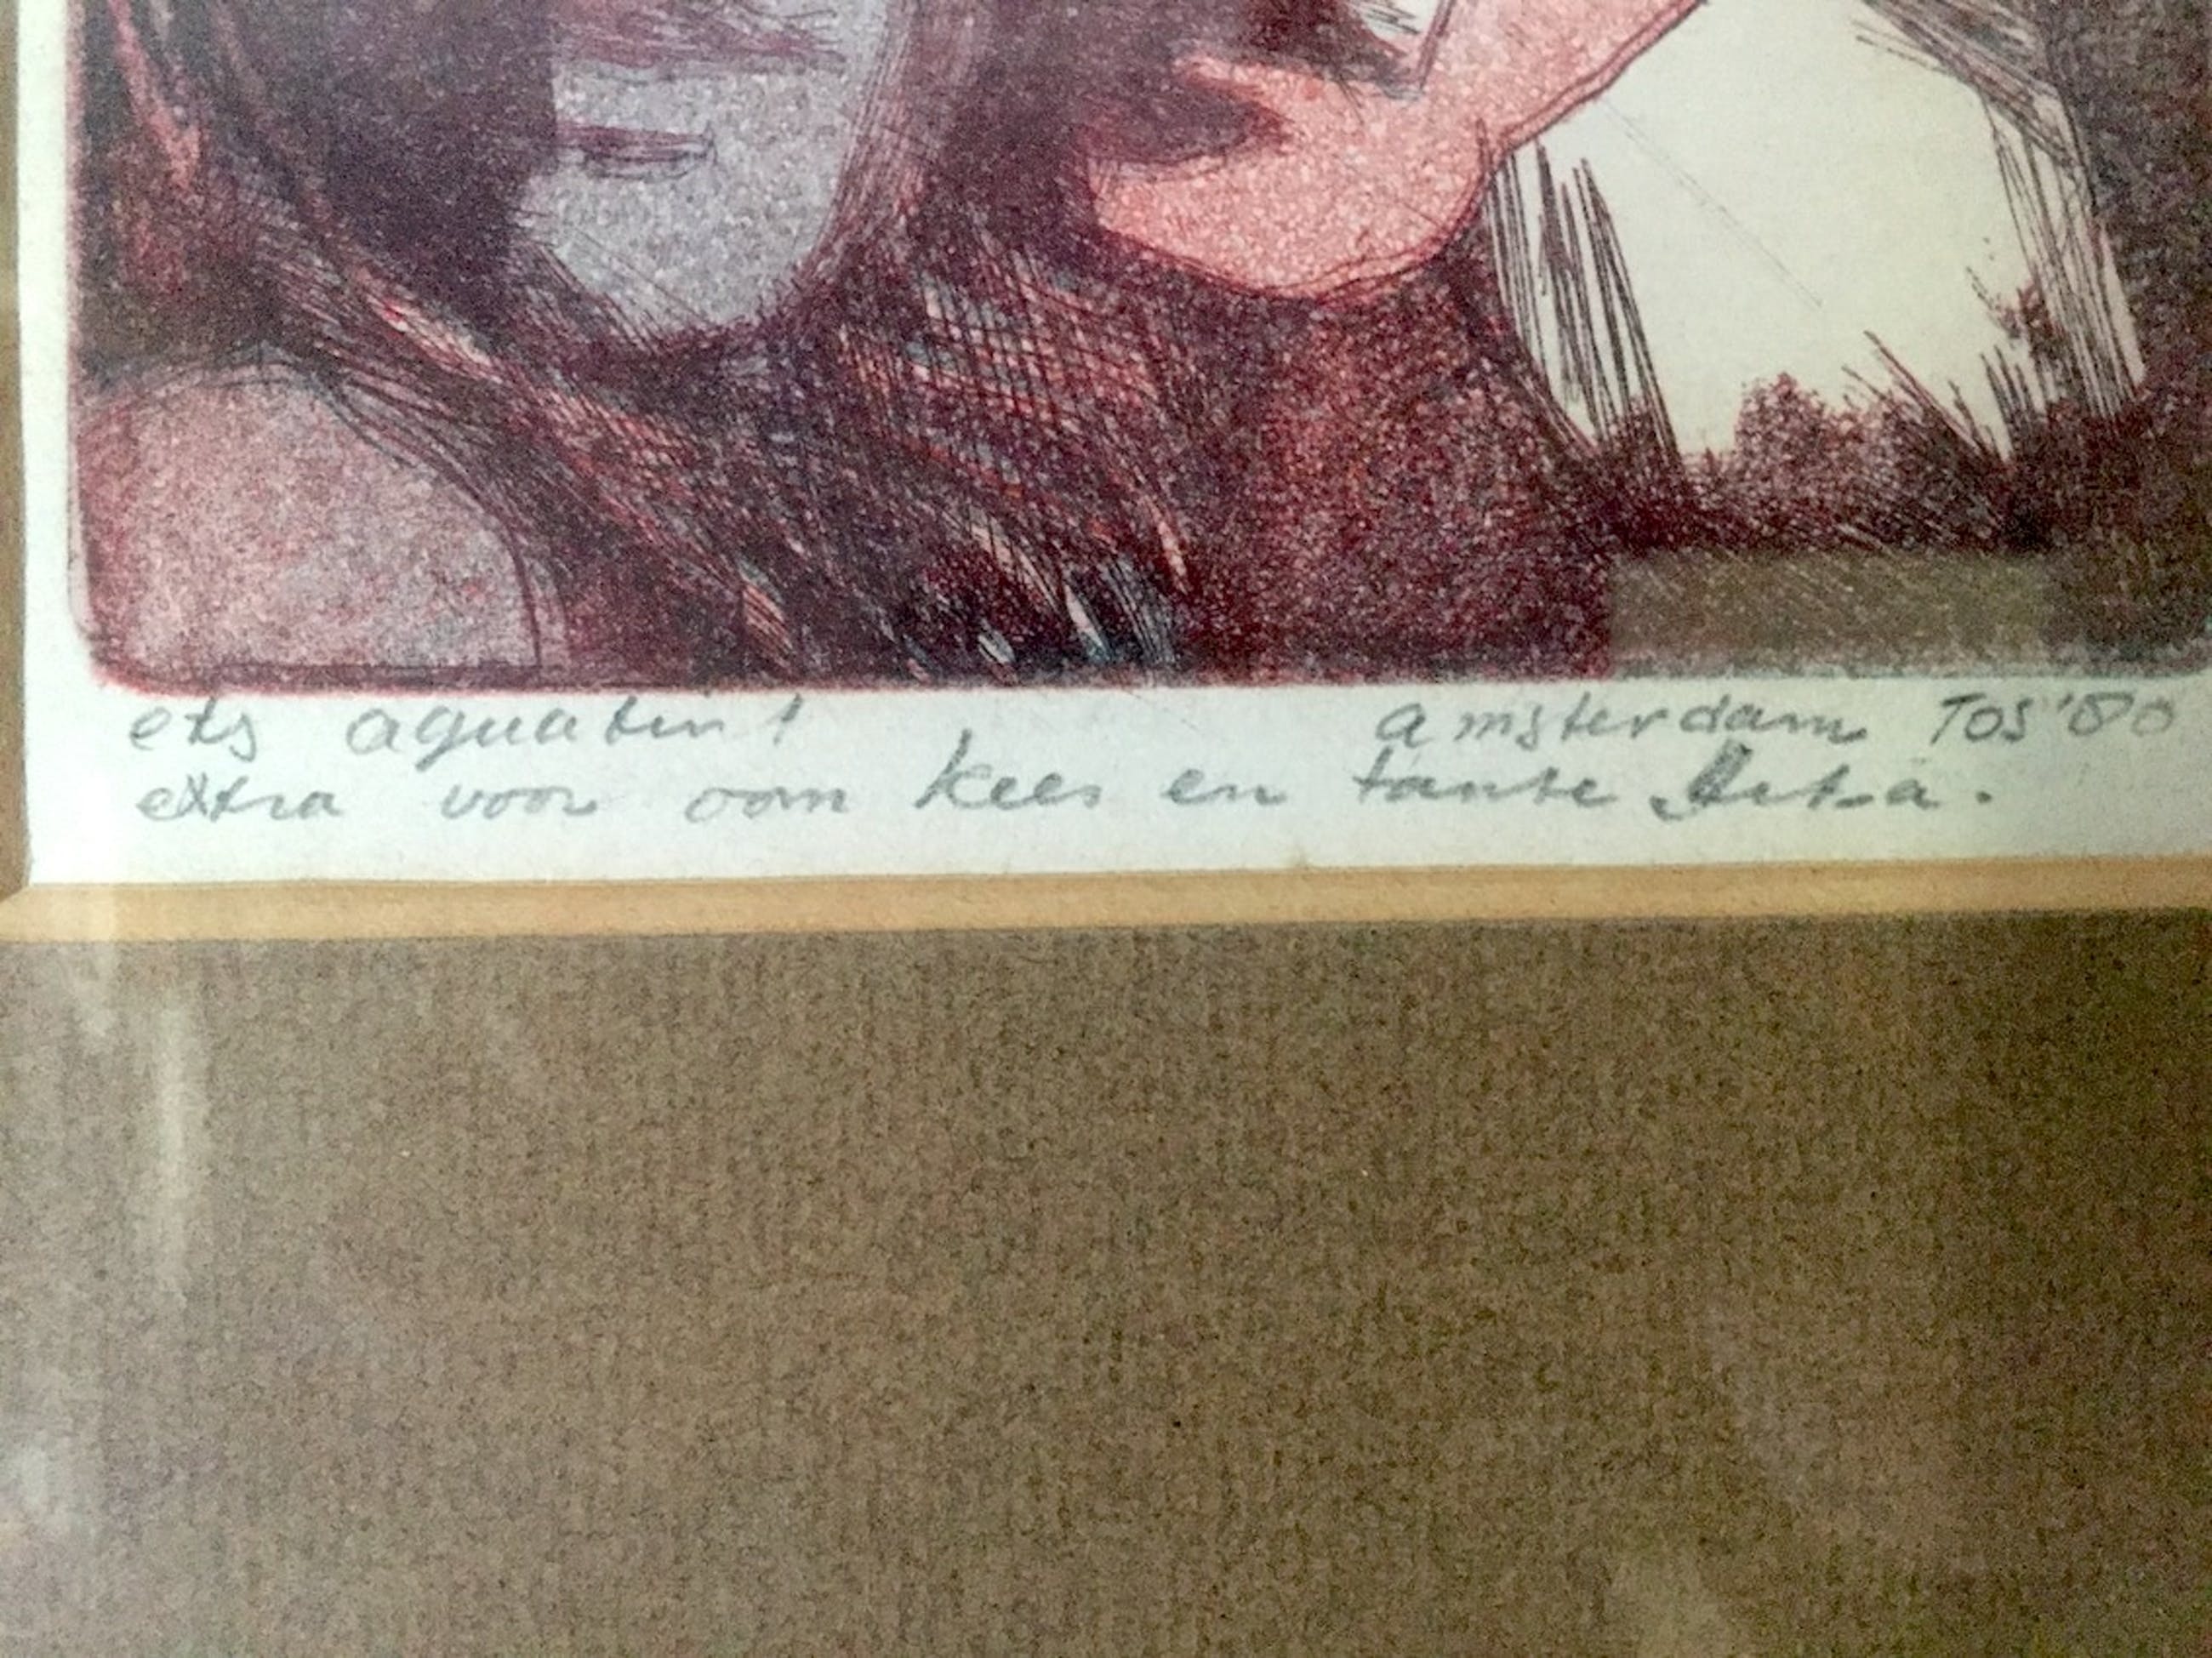 ets aquatint amsterdam TOS '80
extra voor oom kees en tante